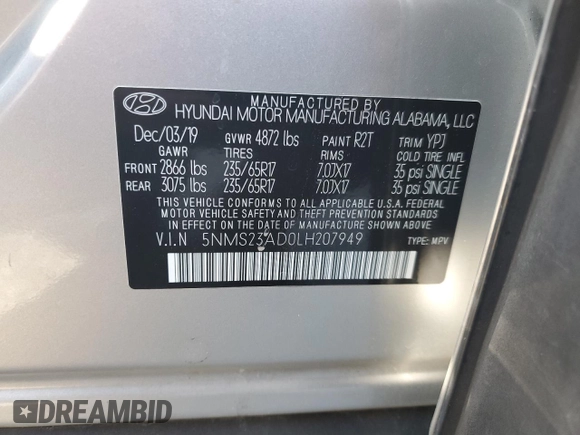 MANUFACTURED BY
HYUNDAI MOTOR MANUFACTURING ALABAMA, LLC
Dec/03/19 GVWR 4872 lbs PAINT R2T TRIM YPJ
GAWR TIRES RIMS COLD TIRE INFL
FRONT 2866 lbs 235/65R17 7.0JX17 35 psi SINGLE
REAR 3075 lbs 235/65R17 7.0JX17 35 psi SINGLE
THIS VEHICLE CONFORMS TO ALL APPLICABLE U.S.A. FEDERAL
MOTOR VEHICLE SAFETY AND THEFT PREVENTION STANDARDS
IN EFFECT ON THE DATE OF MANUFACTURE SHOWN ABOVE.
V.I.N 5NMS23AD0LH207949
TYPE: MPV
DREAMBID